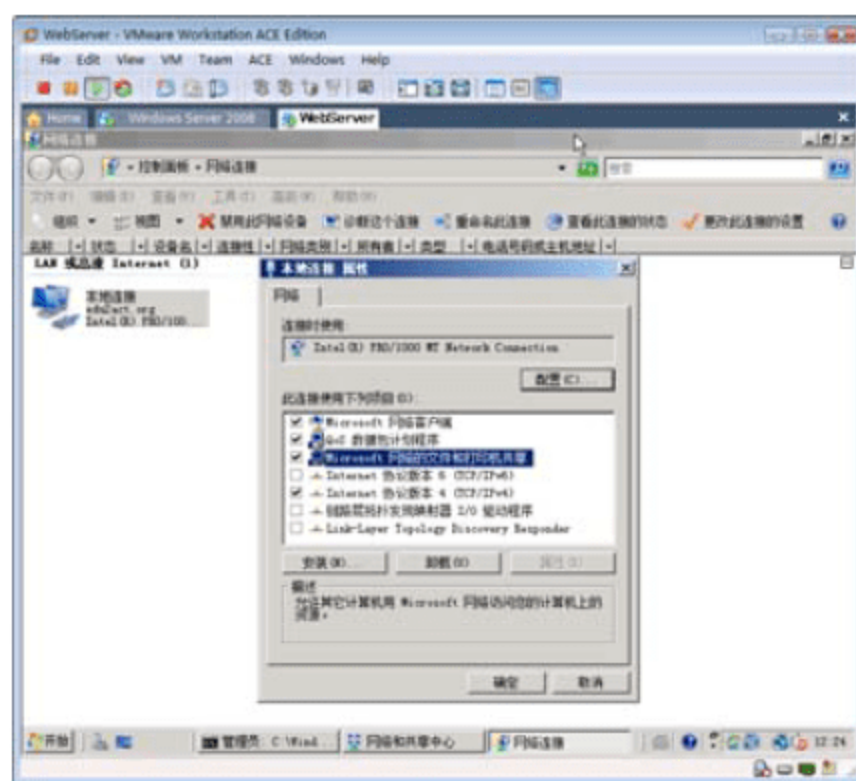 WebServer - VMware Workstation ACE Edition
File Edit View VM Team ACE Windows Help
Home Windows Server 2008 WebServer
网络连接
控制面板 网络连接 搜索
文件(F) 编辑(E) 查看(V) 工具(T) 高级(N) 帮助(H)
组织 视图 禁用此网络设备 诊断这个连接 重命名此连接 查看此连接的状态 更改此连接的设置
名称 状态 设备名 连接性 网络类别 所有者 类型 电话号码或主机地址
LAN 或高速 Internet (1)
本地连接
edu2act.org
Intel(R) PRO/100...
本地连接 属性
网络
连接时使用:
Intel(R) PRO/1000 MT Network Connection
配置(C)...
此连接使用下列项目(O):
Microsoft 网络客户端
QoS 数据包计划程序
Microsoft 网络的文件和打印机共享
Internet 协议版本 6 (TCP/IPv6)
Internet 协议版本 4 (TCP/IPv4)
链路层拓扑发现映射器 I/O 驱动程序
Link-Layer Topology Discovery Responder
安装(N)... 卸载(U) 属性(R)
描述
允许其它计算机用 Microsoft 网络访问您的计算机上的
资源。
确定 取消
开始 管理员: C:\Wind... 网络和共享中心 网络连接 12:24